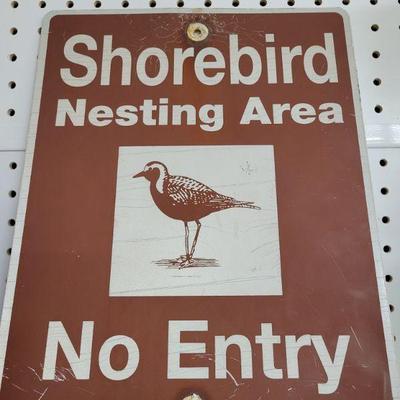 Shorebird
Nesting Area
No Entry